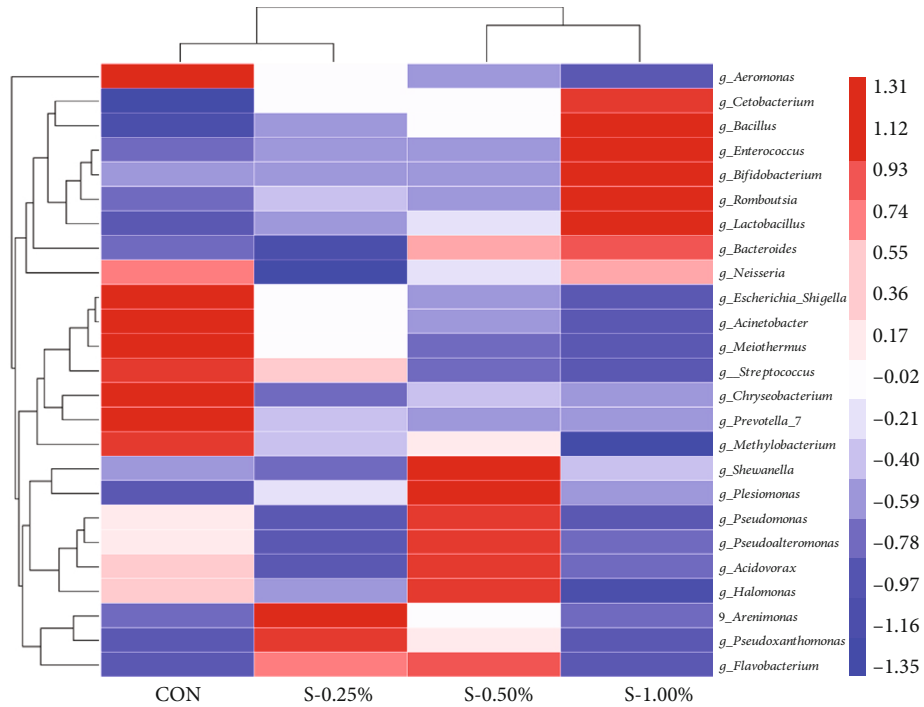 g_Aeromonas
g_Cetobacterium
g_Bacillus
g_Enterococcus
g_Bifidobacterium
g_Romboutsia
g_Lactobacillus
g_Bacteroides
g_Neisseria
g_Escherichia_Shigella
g_Acinetobacter
g_Meiothermus
g__Streptococcus
g_Chryseobacterium
g_Prevotella_7
g_Methylobacterium
g_Shewanella
g_Plesiomonas
g_Pseudomonas
g_Pseudoalteromonas
g_Acidovorax
g_Halomonas
9_Arenimonas
g_Pseudoxanthomonas
g_Flavobacterium
1.31
1.12
0.93
0.74
0.55
0.36
0.17
−0.02
−0.21
−0.40
−0.59
−0.78
−0.97
−1.16
−1.35
CON S-0.25% S-0.50% S-1.00%